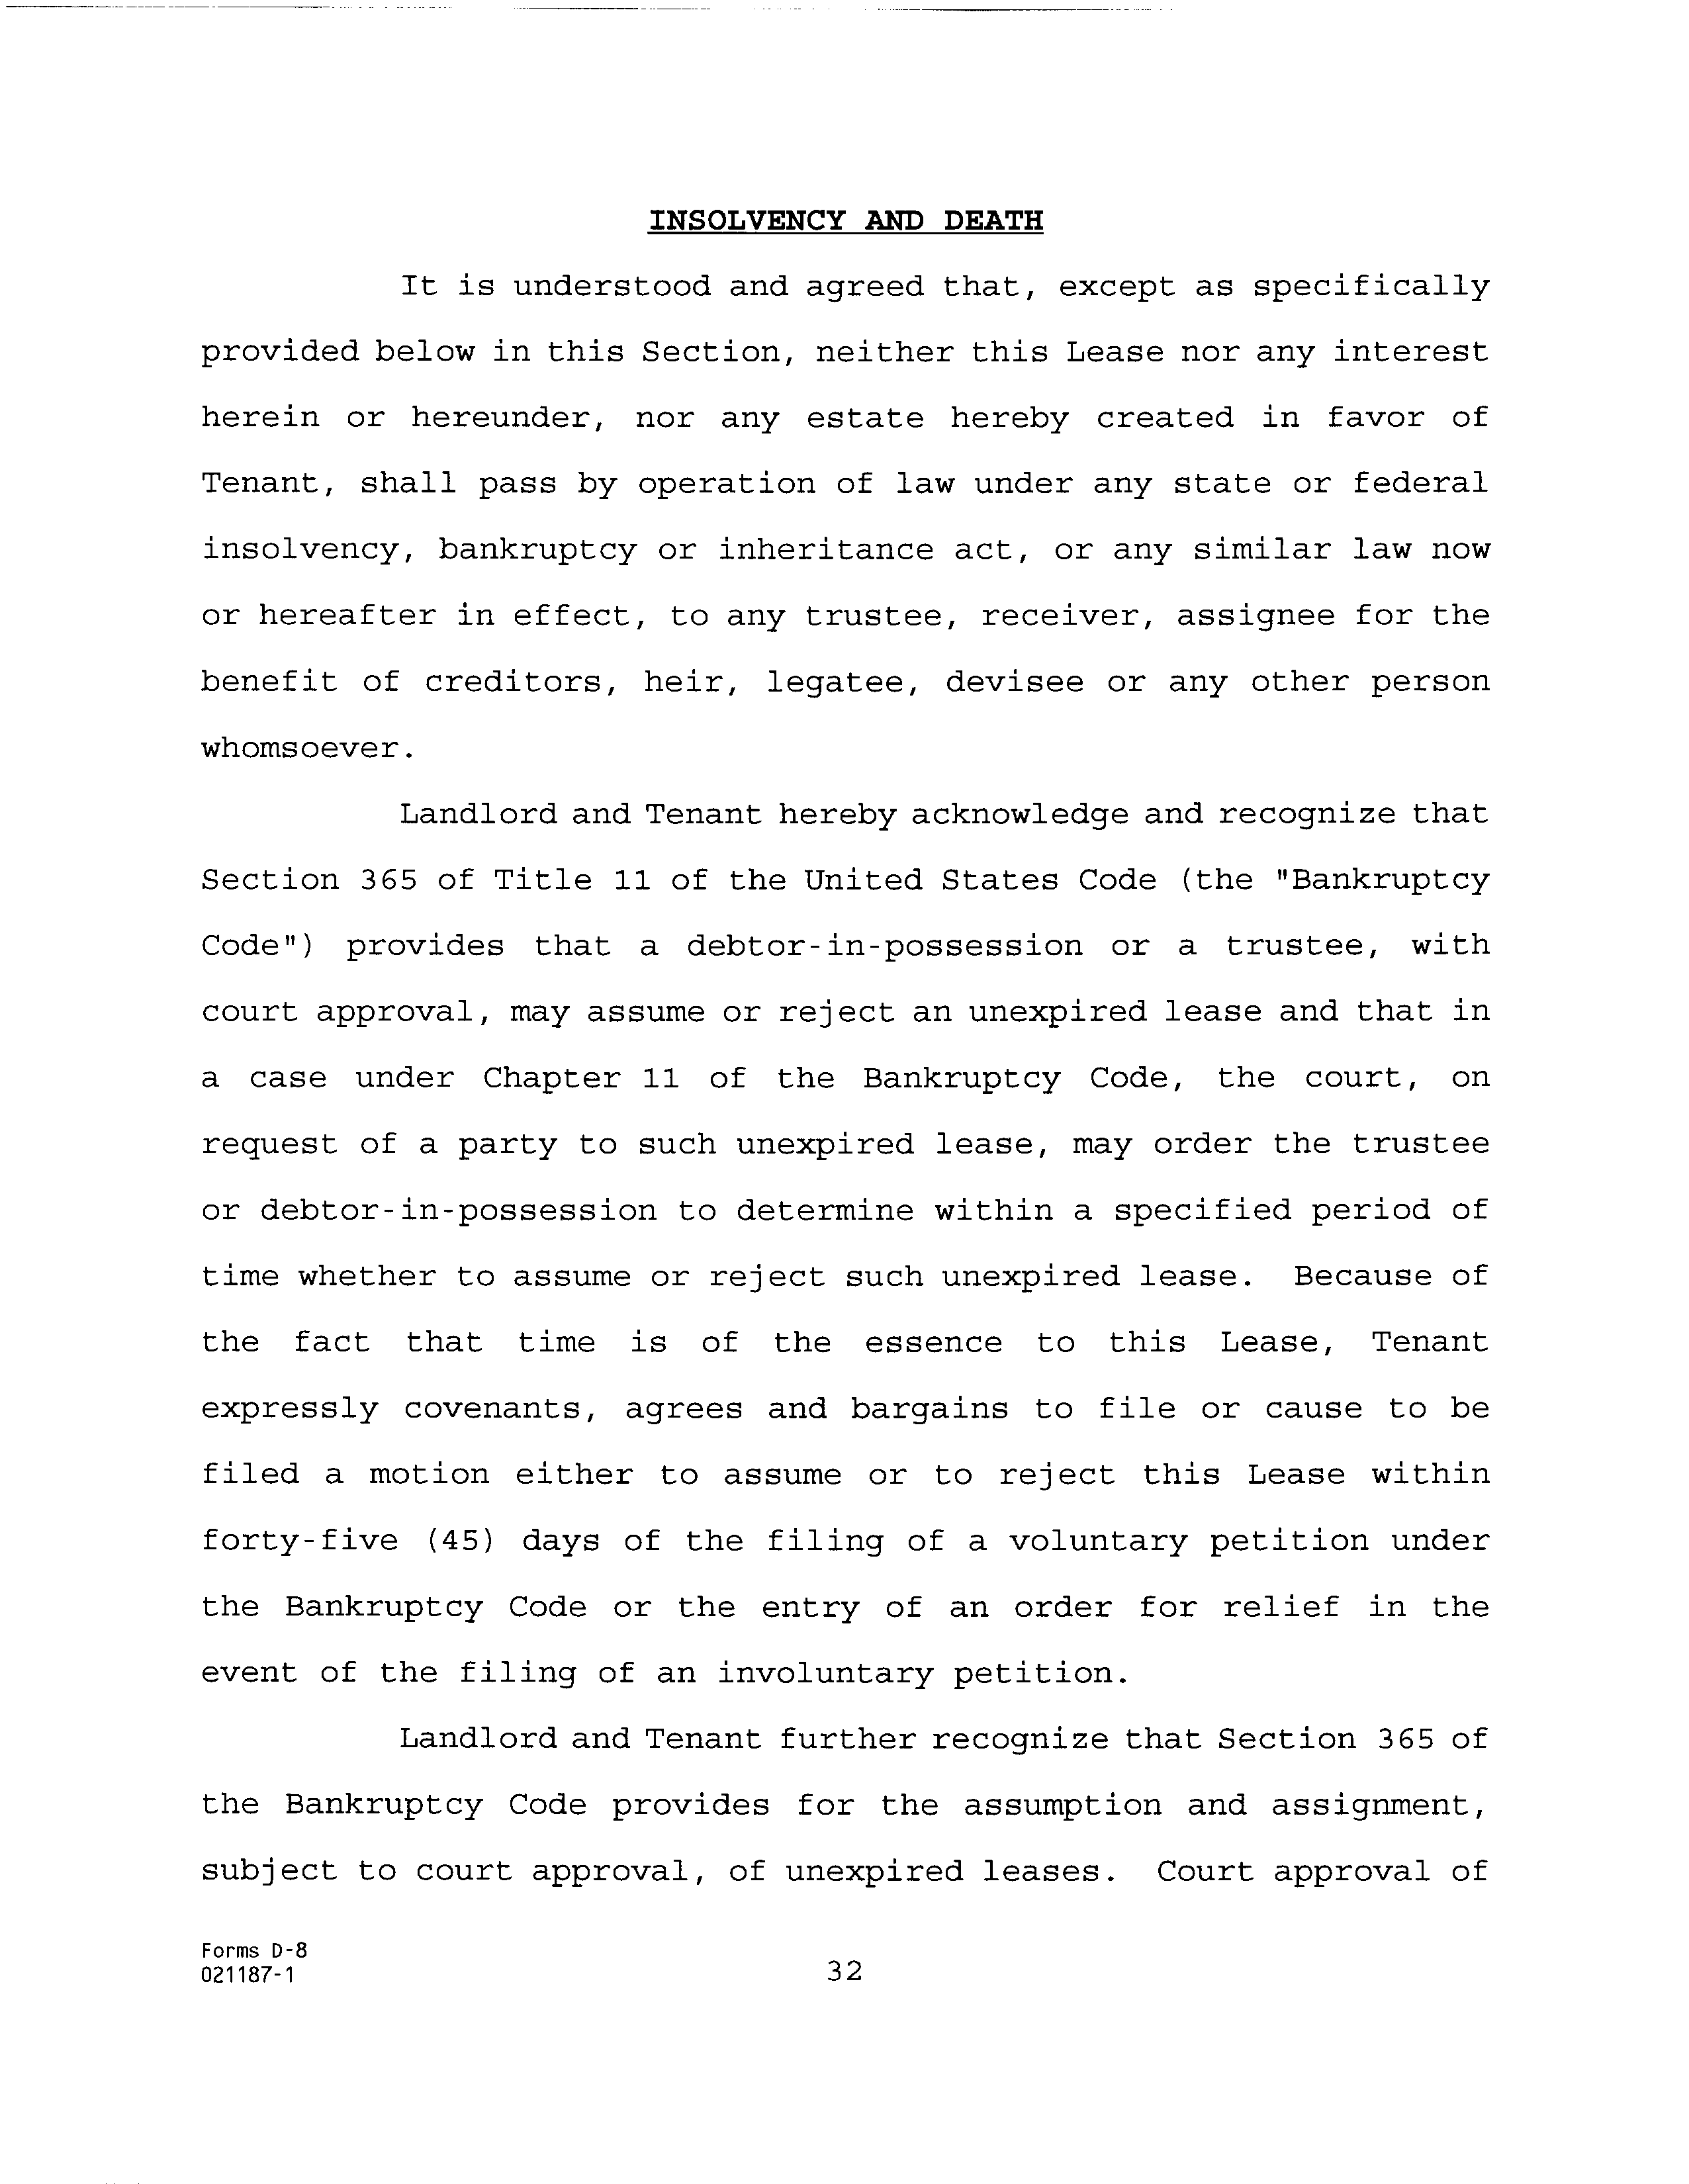 INSOLVENCY AND DEATH
It is understood and agreed that, except as specifically
provided below in this Section, neither this Lease nor any interest
herein or hereunder, nor any estate hereby created in favor of
Tenant, shall pass by operation of law under any state or federal
insolvency, bankruptcy or inheritance act, or any similar law now
or hereafter in effect, to any trustee, receiver, assignee for the
benefit of creditors, heir, legatee, devisee or any other person
whomsoever.
Landlord and Tenant hereby acknowledge and recognize that
Section 365 of Title 11 of the United States Code (the "Bankruptcy
Code") provides that a debtor-in-possession or a trustee, with
court approval, may assume or reject an unexpired lease and that in
a case under Chapter 11 of the Bankruptcy Code, the court, on
request of a party to such unexpired lease, may order the trustee
or debtor-in-possession to determine within a specified period of
time whether to assume or reject such unexpired lease. Because of
the fact that time is of the essence to this Lease, Tenant
expressly covenants, agrees and bargains to file or cause to be
filed a motion either to assume or to reject this Lease within
forty-five (45) days of the filing of a voluntary petition under
the Bankruptcy Code or the entry of an order for relief in the
event of the filing of an involuntary petition.
Landlord and Tenant further recognize that Section 365 of
the Bankruptcy Code provides for the assumption and assignment,
subject to court approval, of unexpired leases. Court approval of
Forms D-8
021187-1
32